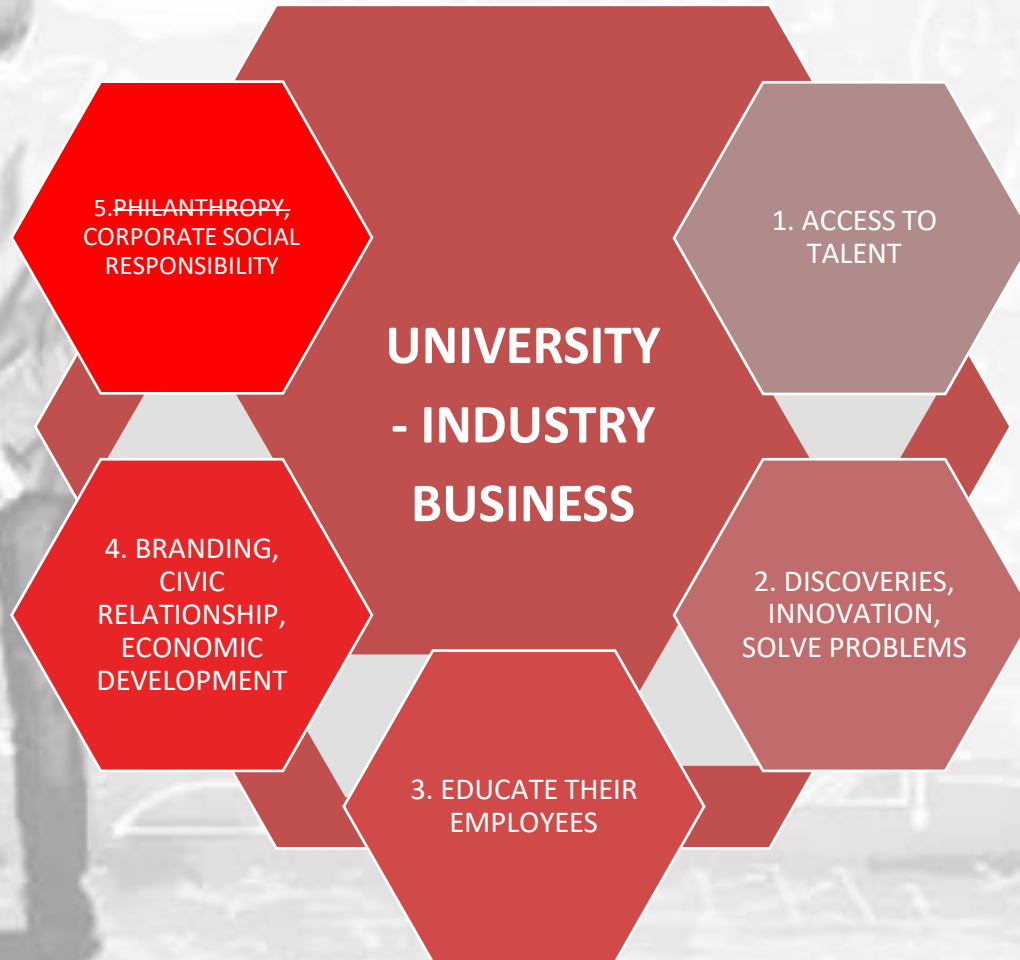 UNIVERSITY
- INDUSTRY
BUSINESS
1. ACCESS TO
TALENT
2. DISCOVERIES,
INNOVATION,
SOLVE PROBLEMS
3. EDUCATE THEIR
EMPLOYEES
4. BRANDING,
CIVIC
RELATIONSHIP,
ECONOMIC
DEVELOPMENT
5.PHILANTHROPY,
CORPORATE SOCIAL
RESPONSIBILITY